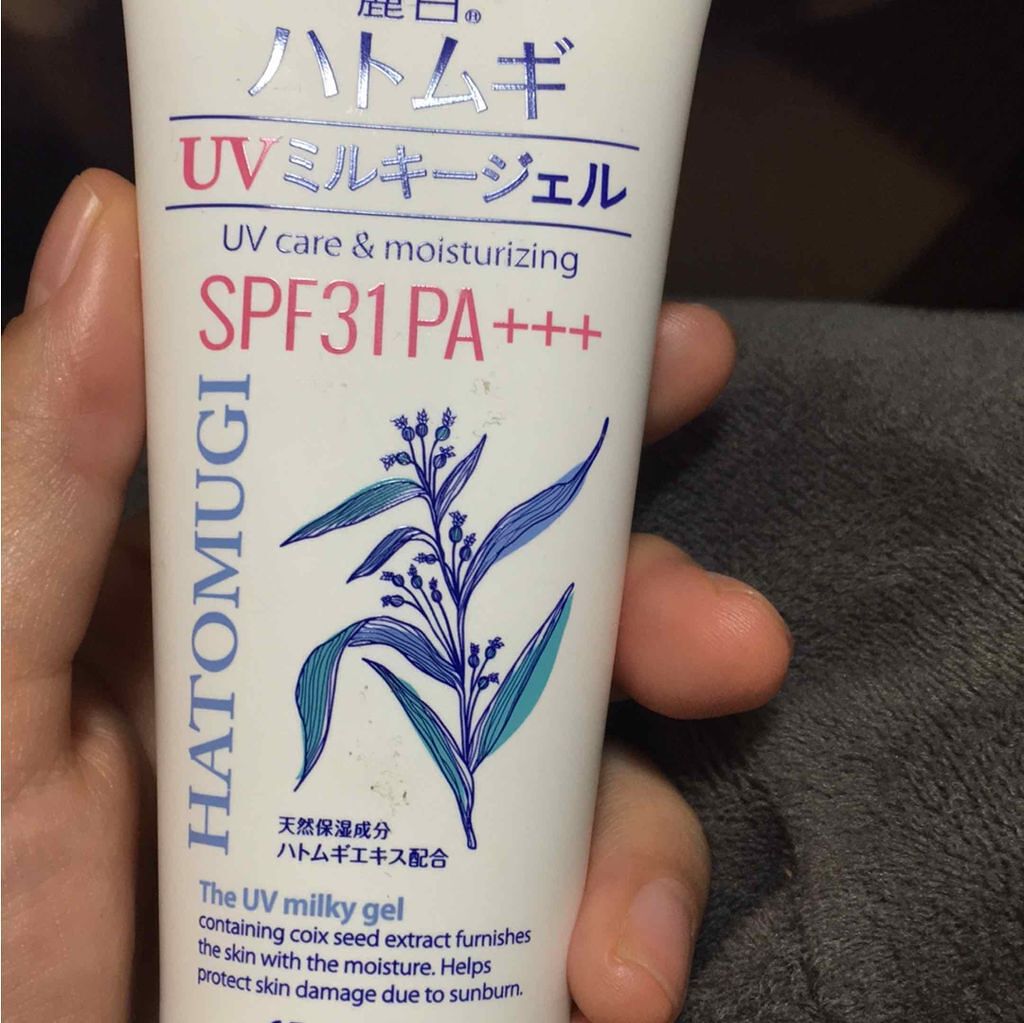 麗白®
ハトムギ
UVミルキージェル
UV care & moisturizing
SPF31 PA+++
HATOMUGI
天然保湿成分
ハトムギエキス配合
The UV milky gel
containing coix seed extract furnishes
the skin with the moisture. Helps
protect skin damage due to sunburn.